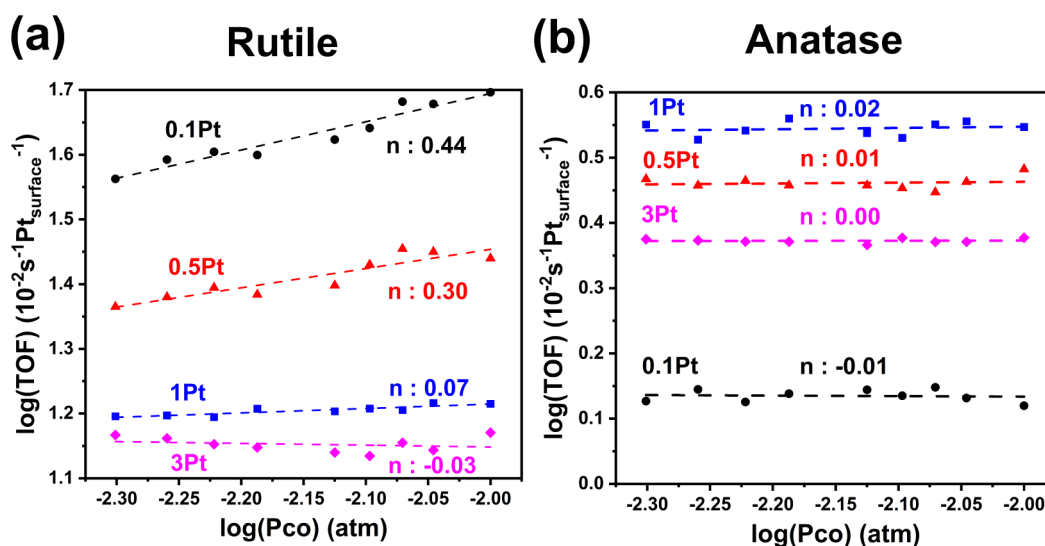 (a) Rutile
log(TOF) (10⁻²s⁻¹Pt_surface⁻¹)
1.7
1.6
1.5
1.4
1.3
1.2
1.1
0.1Pt
n : 0.44
0.5Pt
n : 0.30
1Pt
n : 0.07
3Pt
n : -0.03
-2.30 -2.25 -2.20 -2.15 -2.10 -2.05 -2.00
log(Pco) (atm)
(b) Anatase
log(TOF) (10⁻²s⁻¹Pt_surface⁻¹)
0.6
0.5
0.4
0.3
0.2
0.1
0.0
1Pt
n : 0.02
0.5Pt
n : 0.01
3Pt
n : 0.00
0.1Pt
n : -0.01
-2.30 -2.25 -2.20 -2.15 -2.10 -2.05 -2.00
log(Pco) (atm)